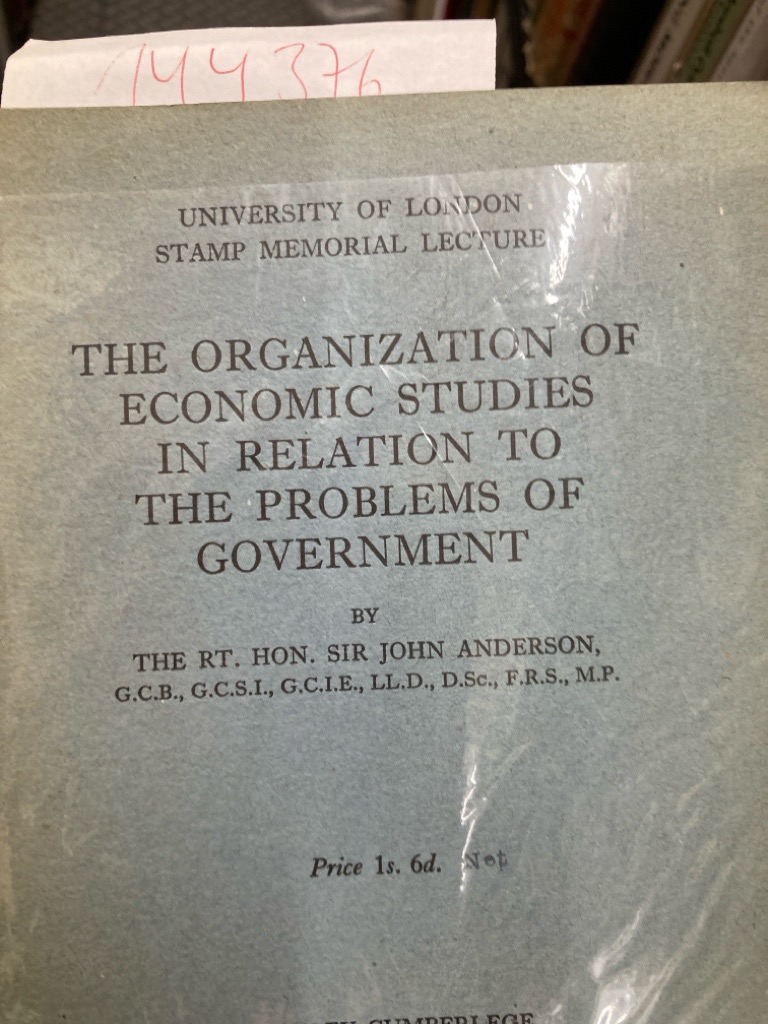 144376
UNIVERSITY OF LONDON
STAMP MEMORIAL LECTURE
THE ORGANIZATION OF
ECONOMIC STUDIES
IN RELATION TO
THE PROBLEMS OF
GOVERNMENT
BY
THE RT. HON. SIR JOHN ANDERSON,
G.C.B., G.C.S.I., G.C.I.E., LL.D., D.Sc., F.R.S., M.P.
Price 1s. 6d. Net
CUMBERLEGE